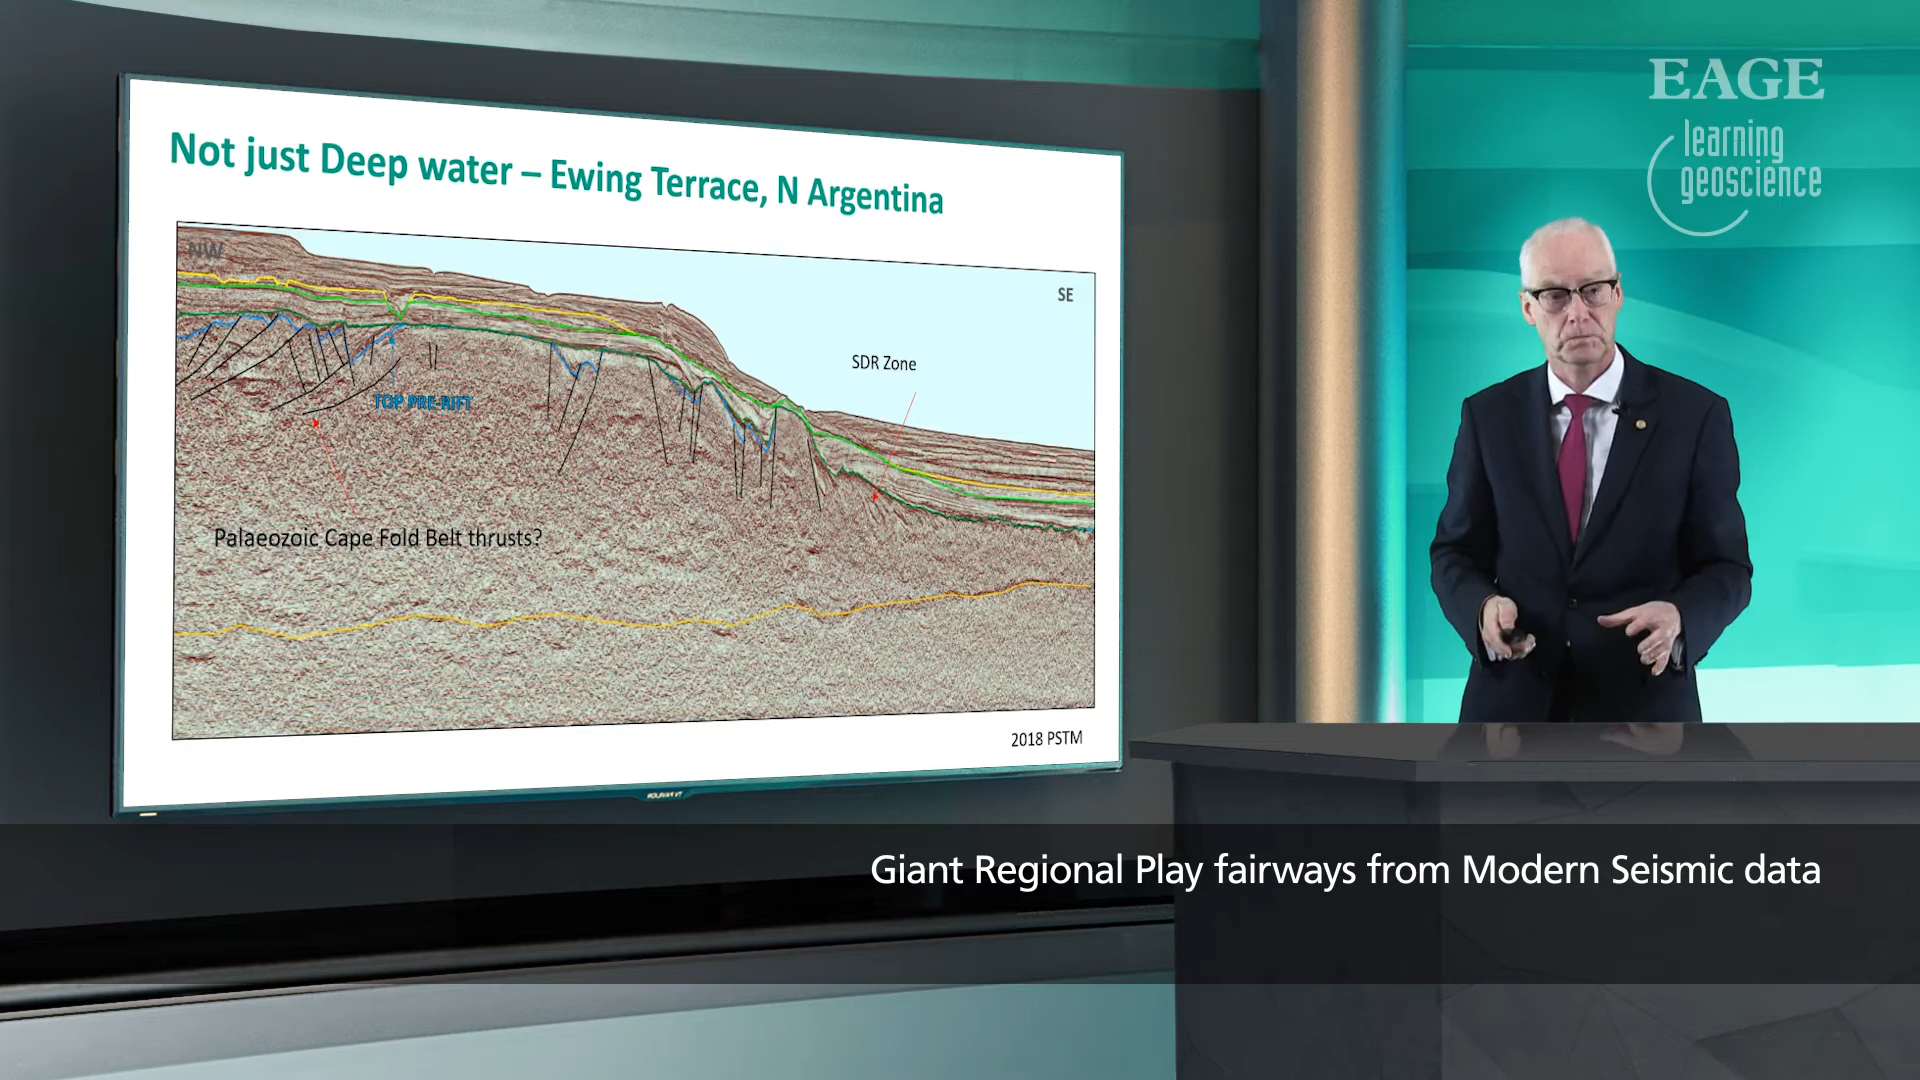 Not just Deep water – Ewing Terrace, N Argentina
NW
SE
SDR Zone
TOP PRE-RIFT
Palaeozoic Cape Fold Belt thrusts?
2018 PSTM
EAGE
learning
geoscience
Giant Regional Play fairways from Modern Seismic data